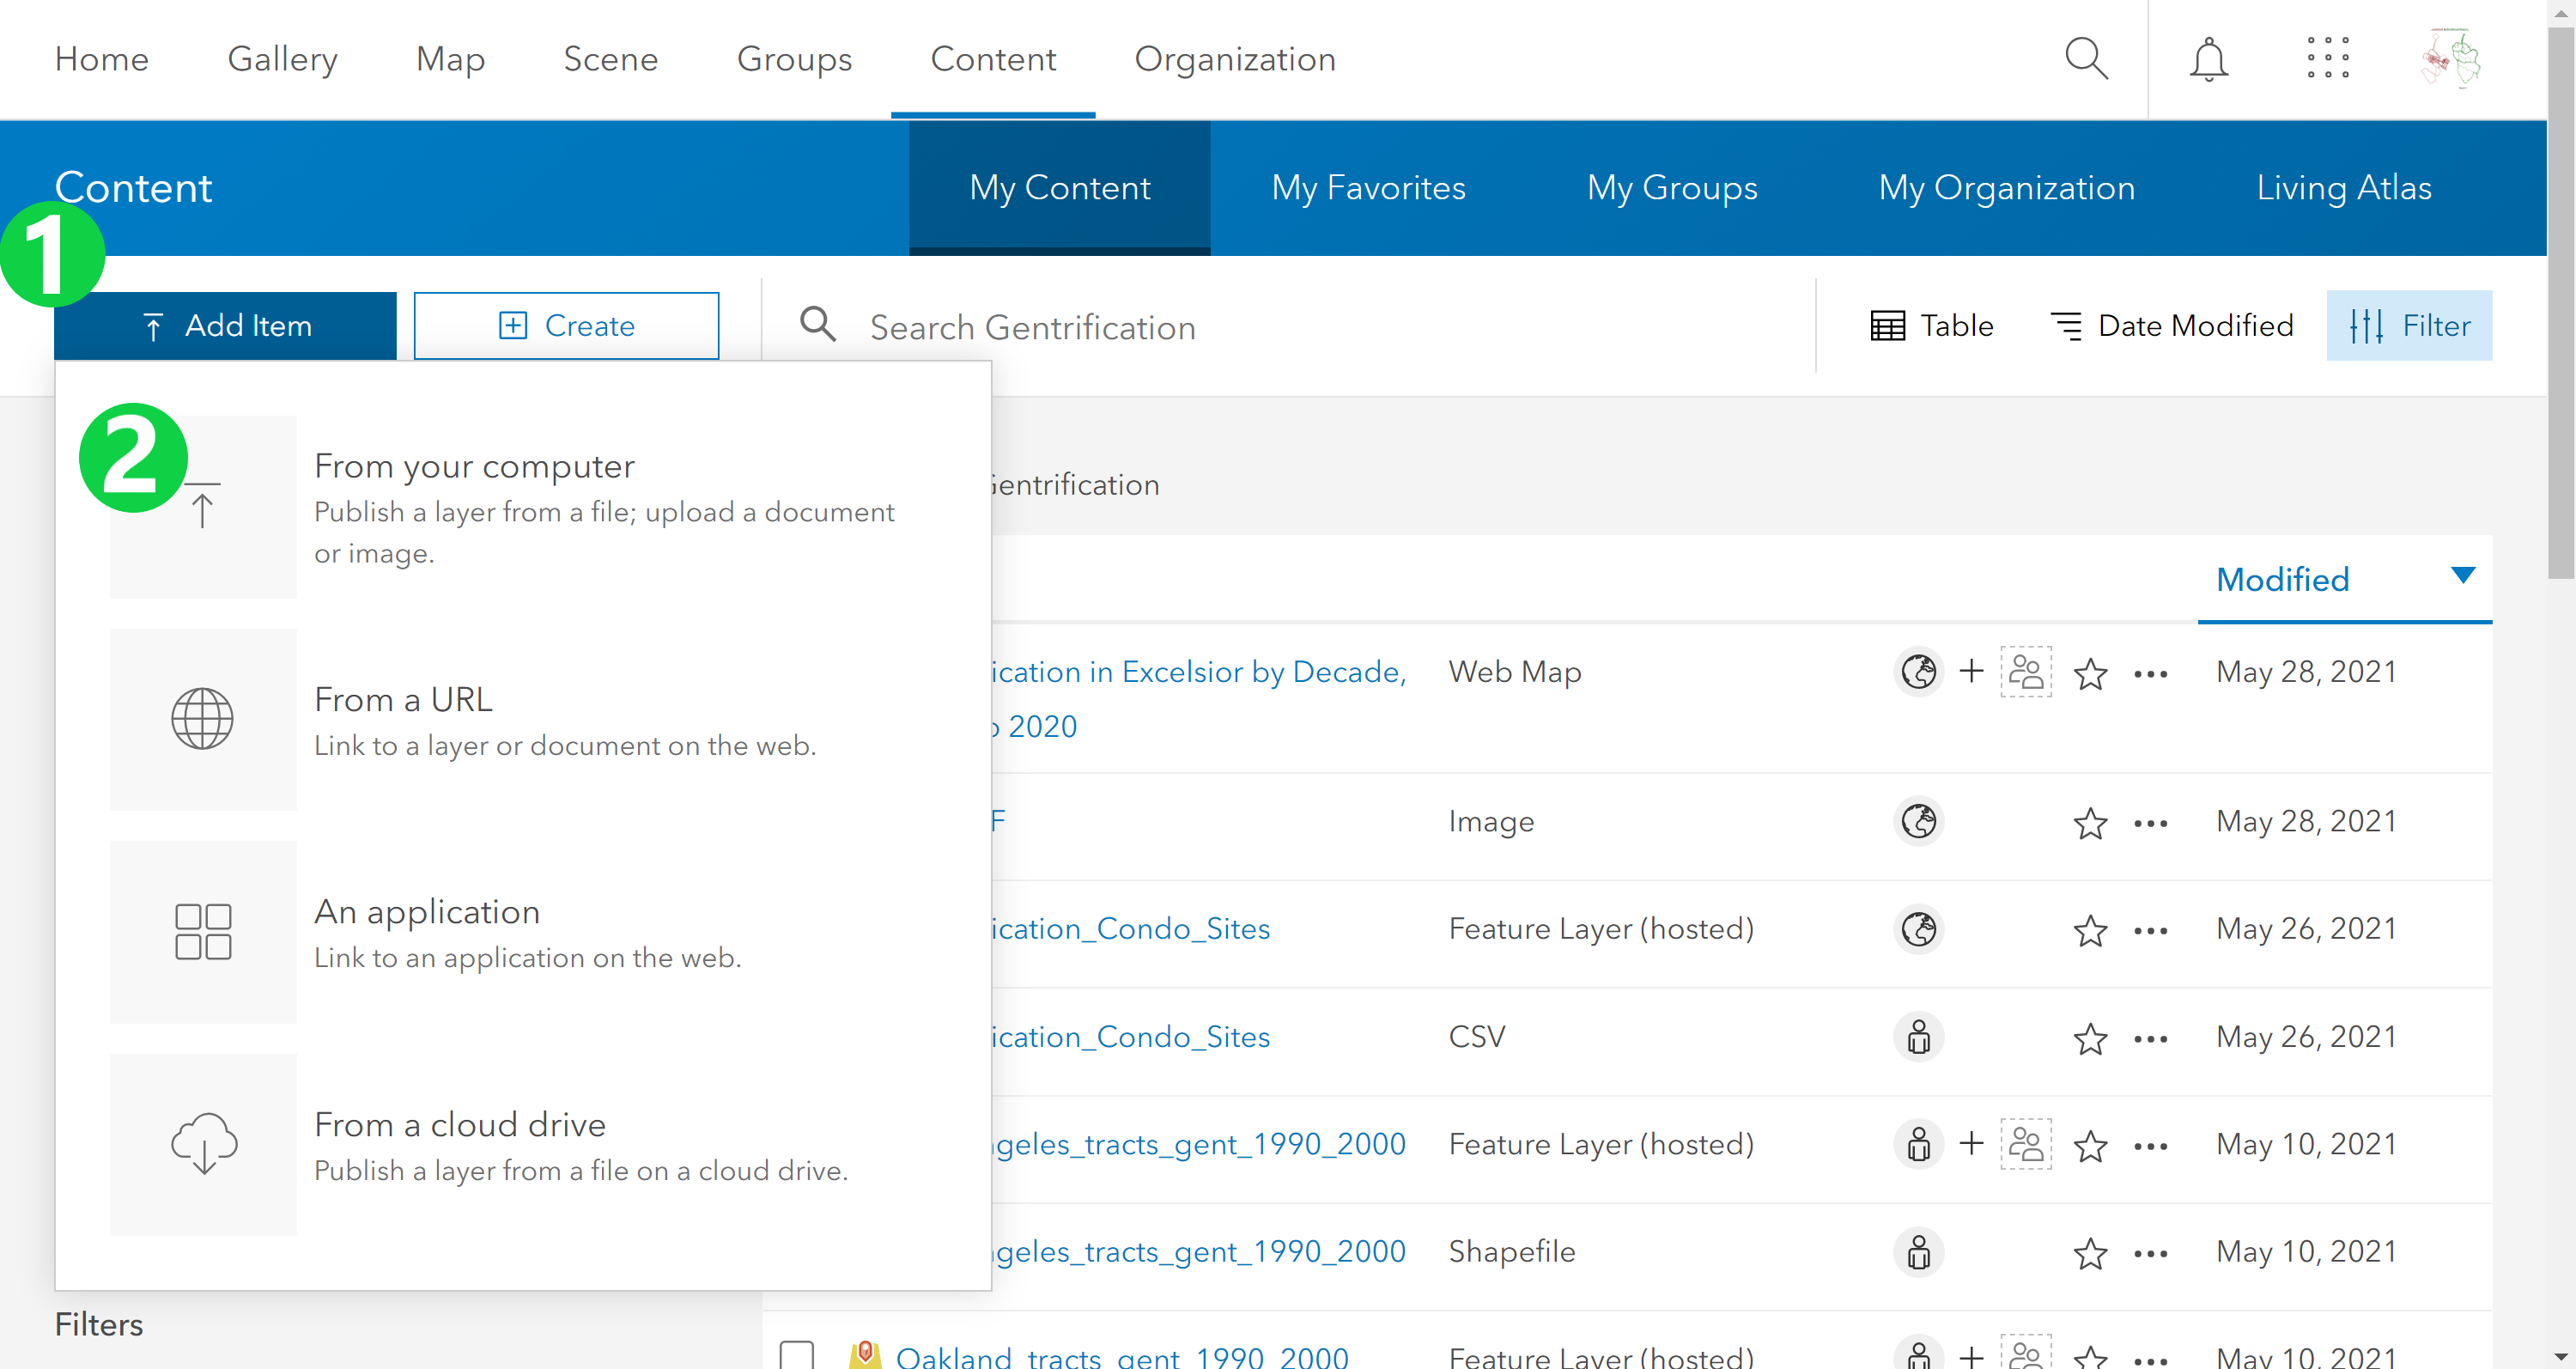 Home Gallery Map Scene Groups Content Organization
Content My Content My Favorites My Groups My Organization Living Atlas
1
Add Item Create Search Gentrification Table Date Modified Filter
2
From your computer
Publish a layer from a file; upload a document
or image.
From a URL
Link to a layer or document on the web.
An application
Link to an application on the web.
From a cloud drive
Publish a layer from a file on a cloud drive.
Filters
Gentrification
Modified
ication in Excelsior by Decade, Web Map May 28, 2021
o 2020
F Image May 28, 2021
ication_Condo_Sites Feature Layer (hosted) May 26, 2021
ication_Condo_Sites CSV May 26, 2021
ngeles_tracts_gent_1990_2000 Feature Layer (hosted) May 10, 2021
ngeles_tracts_gent_1990_2000 Shapefile May 10, 2021
Oakland_tracts_gent_1990_2000 Feature Layer (hosted) May 10, 2021